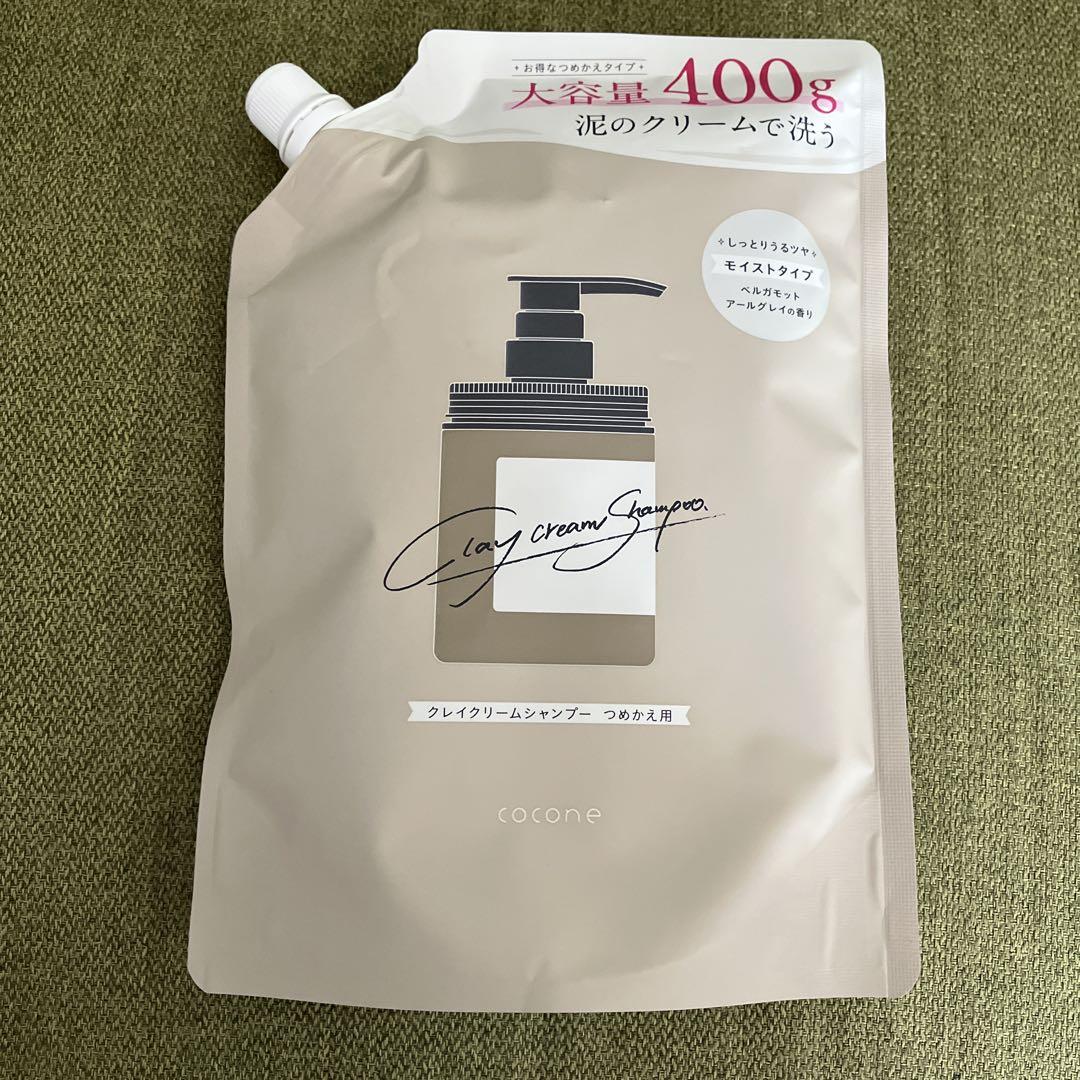 お得なつめかえタイプ
大容量 400g
泥のクリームで洗う
しっとりうるツヤ
モイストタイプ
ベルガモット
アールグレイの香り
Clay cream Shampoo.
クレイクリームシャンプー つめかえ用
cocone